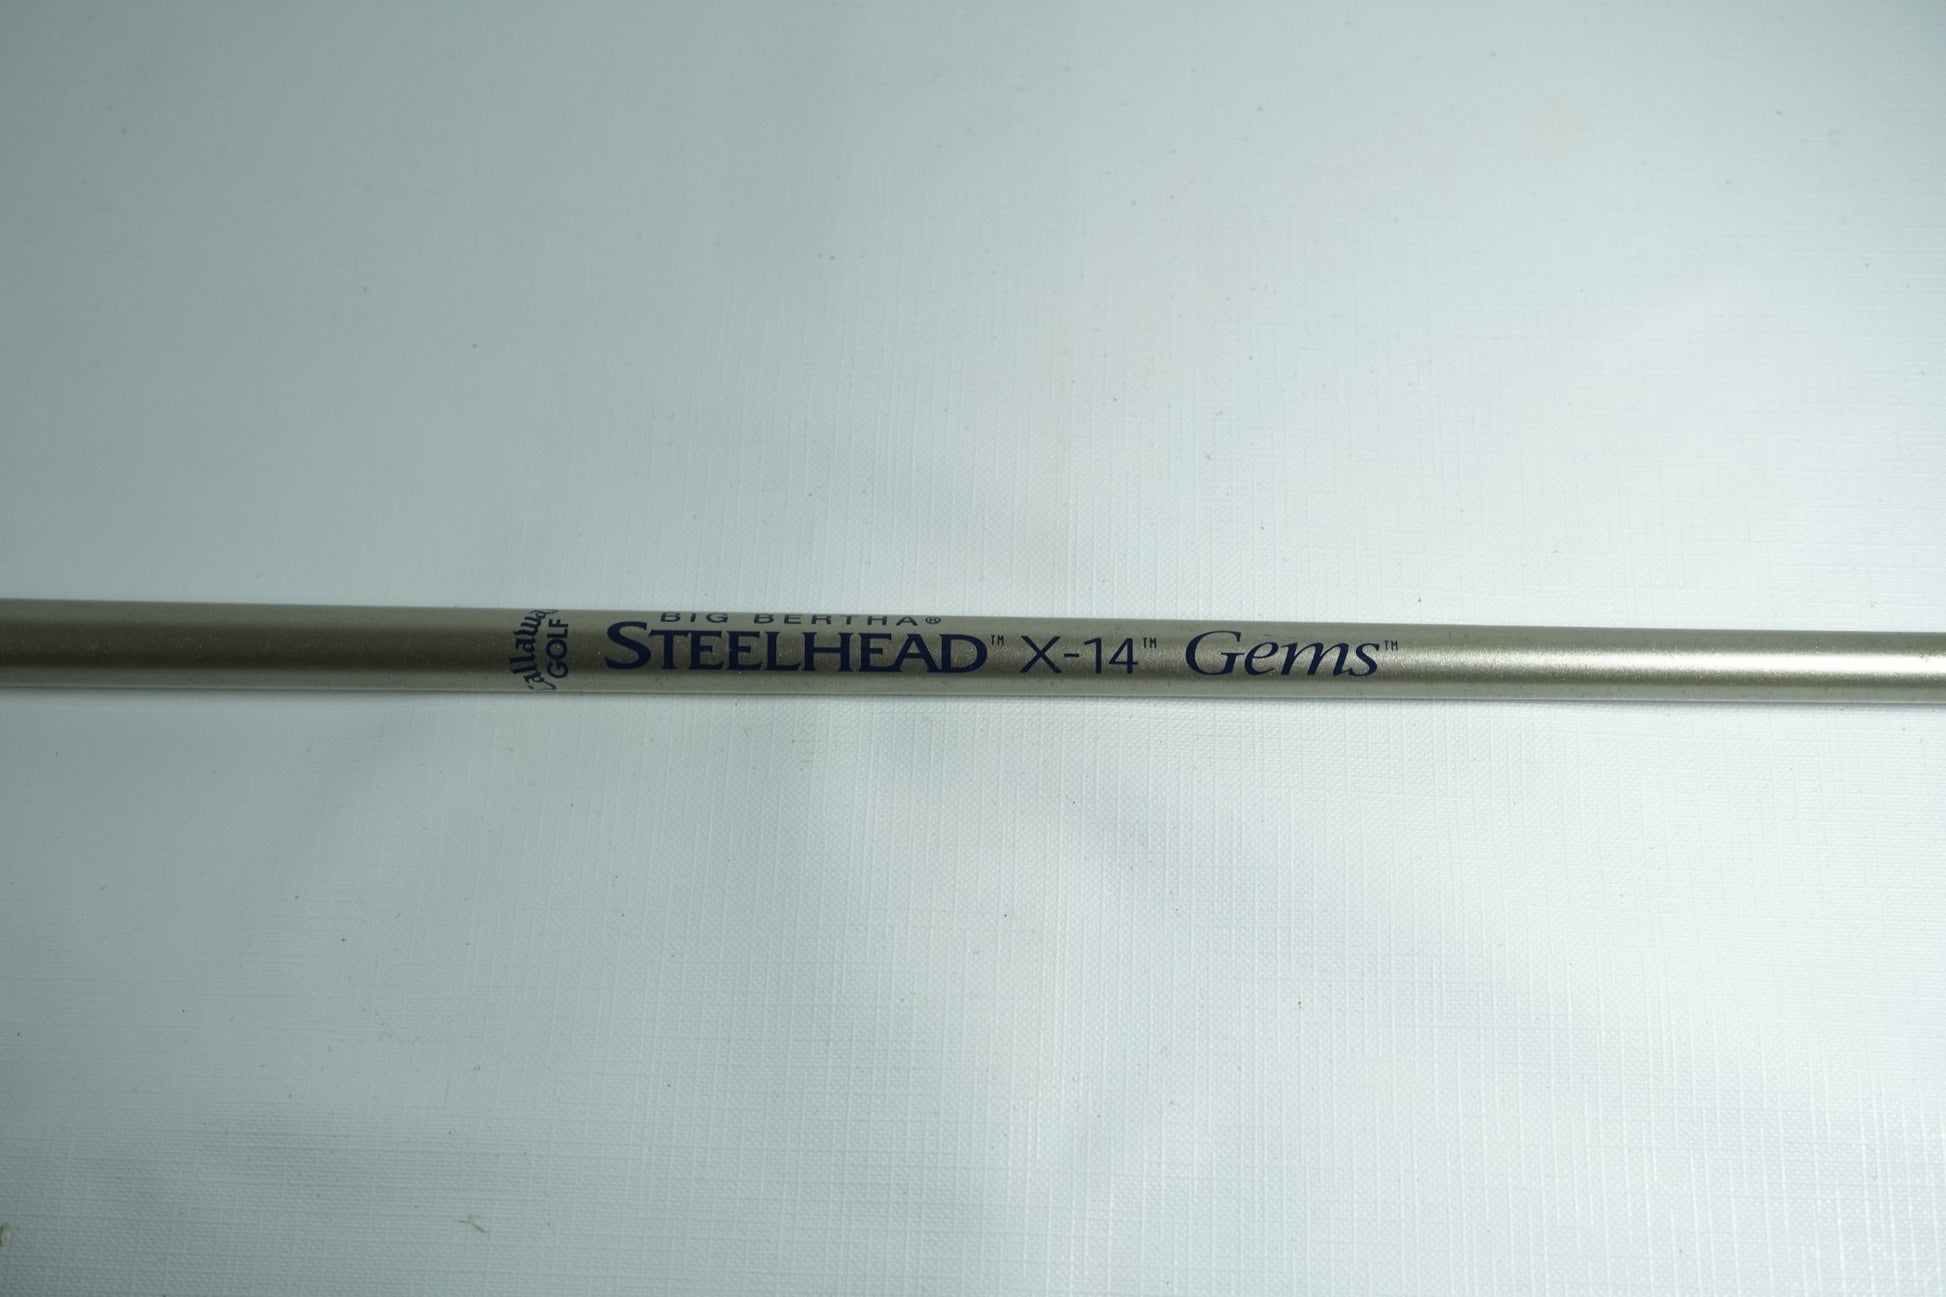 Callaway
GOLF
BIG BERTHA®
STEELHEAD™ X-14™ Gems™